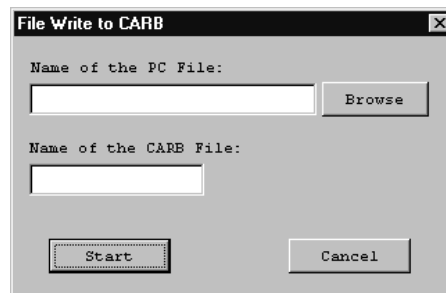 File Write to CARB
Name of the PC File:
Browse
Name of the CARB File:
Start Cancel